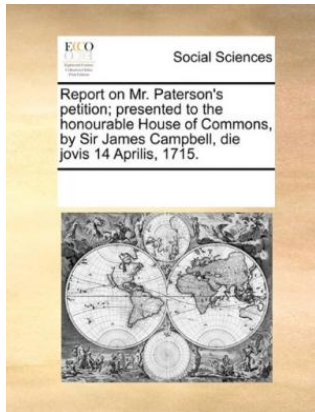 ECCO
Social Sciences
Report on Mr. Paterson's
petition; presented to the
honourable House of Commons,
by Sir James Campbell, die
jovis 14 Aprilis, 1715.